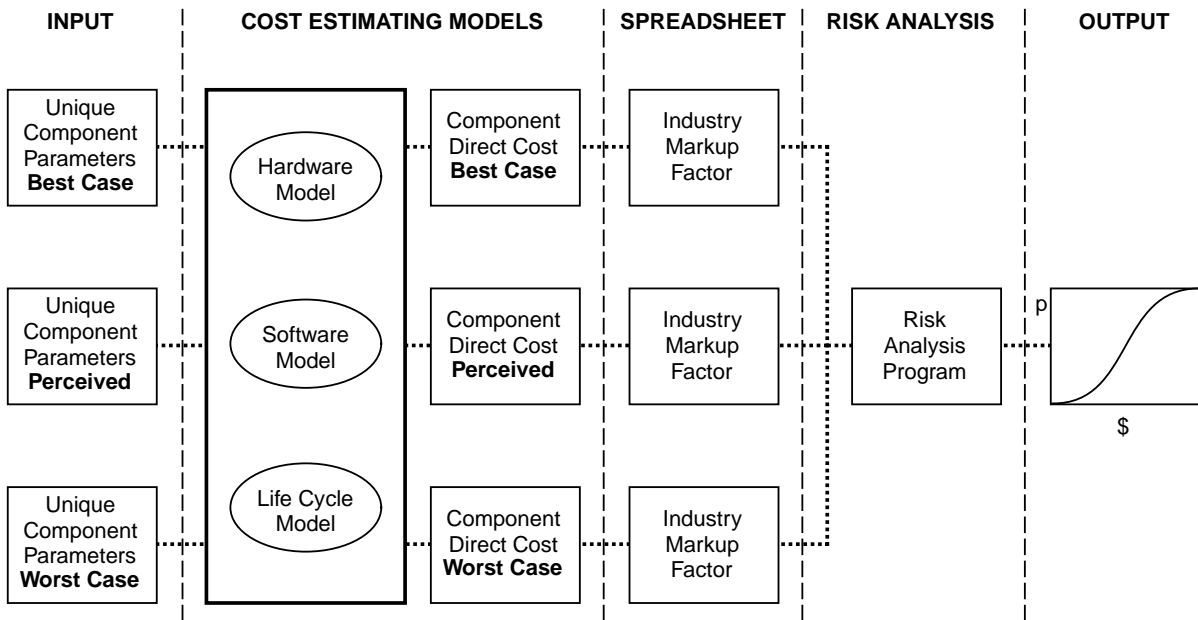 INPUT
COST ESTIMATING MODELS
SPREADSHEET
RISK ANALYSIS
OUTPUT
Unique
Component
Parameters
Best Case
Hardware
Model
Component
Direct Cost
Best Case
Industry
Markup
Factor
Unique
Component
Parameters
Perceived
Software
Model
Component
Direct Cost
Perceived
Industry
Markup
Factor
Risk
Analysis
Program
p
$
Unique
Component
Parameters
Worst Case
Life Cycle
Model
Component
Direct Cost
Worst Case
Industry
Markup
Factor